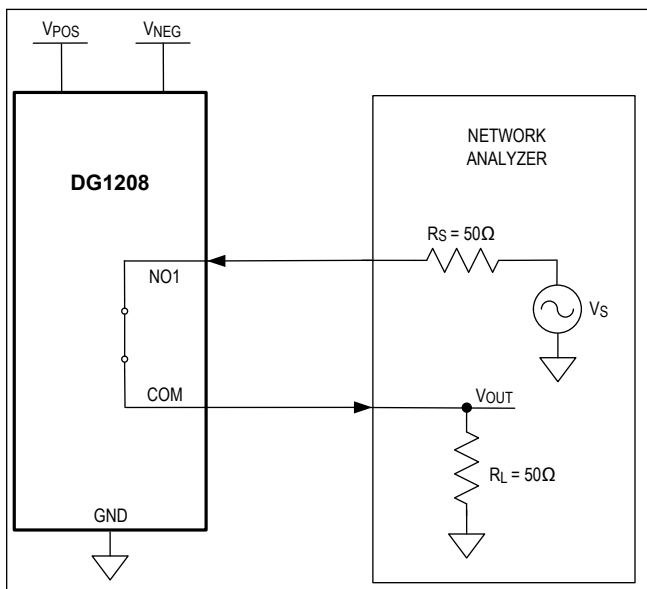 VPOS
VNEG
DG1208
NETWORK
ANALYZER
RS = 50Ω
NO1
VS
COM
VOUT
RL = 50Ω
GND